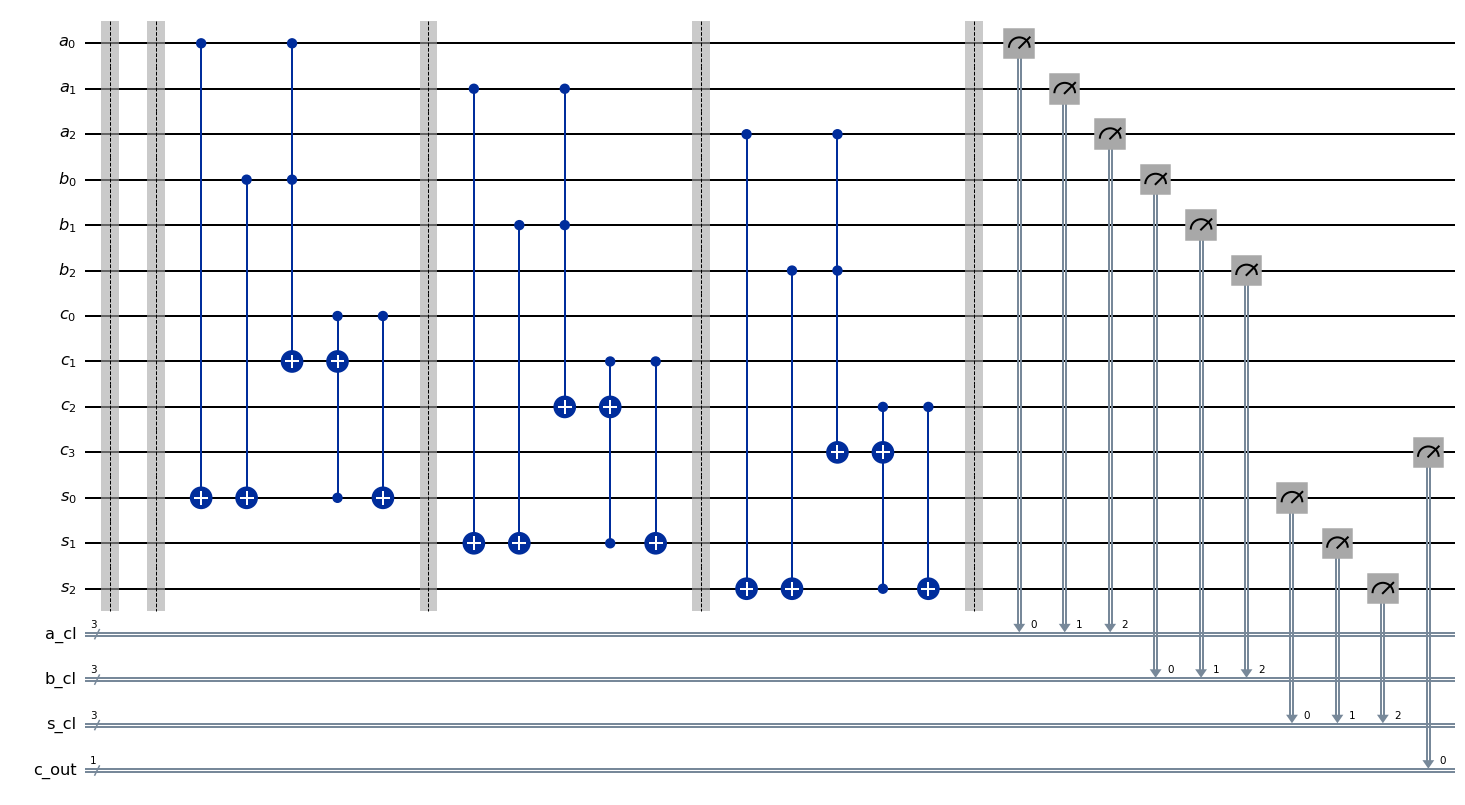 a0
a1
a2
b0
b1
b2
c0
c1
c2
c3
s0
s1
s2
a_cl 3 0 1 2
b_cl 3 0 1 2
s_cl 3 0 1 2
c_out 1 0